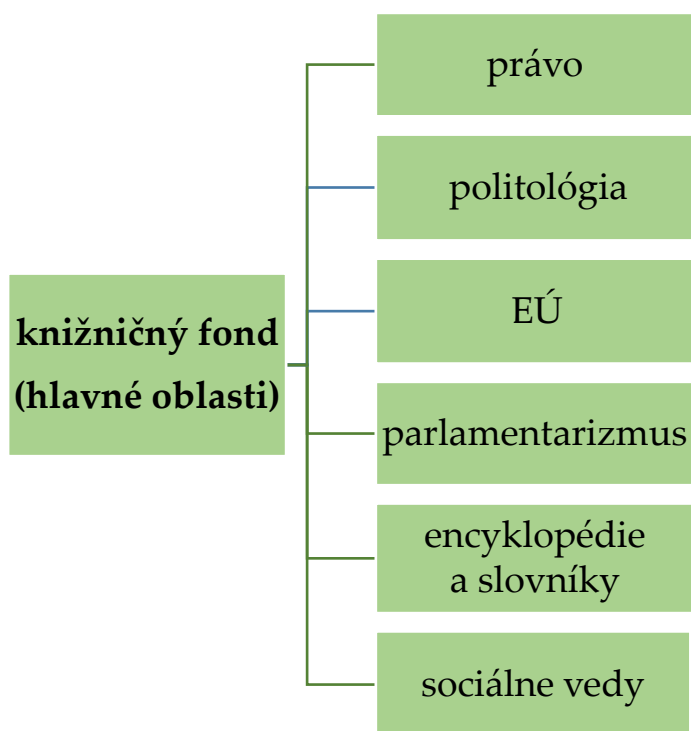 knižničný fond
(hlavné oblasti)
právo
politológia
EÚ
parlamentarizmus
encyklopédie
a slovníky
sociálne vedy